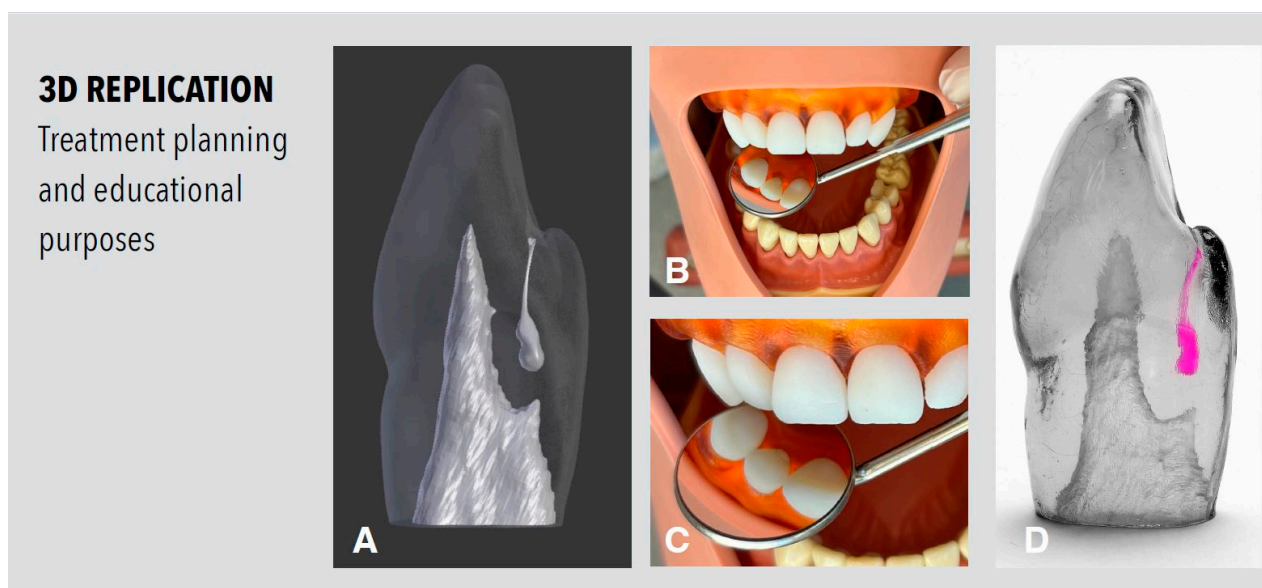 3D REPLICATION
Treatment planning
and educational
purposes
A
B
C
D